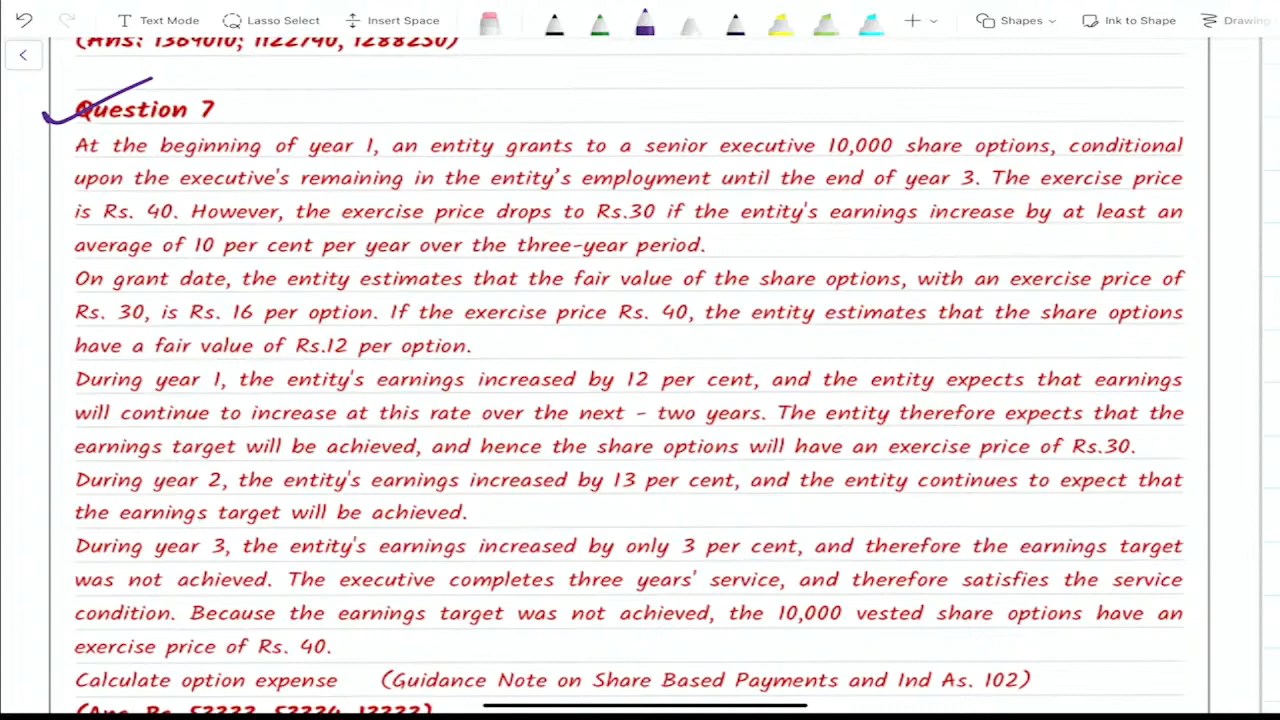 Text Mode Lasso Select Insert Space Shapes Ink to Shape Drawing
(Ans: 1369010; 1122740, 1288250)
Question 7
At the beginning of year 1, an entity grants to a senior executive 10,000 share options, conditional
upon the executive's remaining in the entity's employment until the end of year 3. The exercise price
is Rs. 40. However, the exercise price drops to Rs.30 if the entity's earnings increase by at least an
average of 10 per cent per year over the three-year period.
On grant date, the entity estimates that the fair value of the share options, with an exercise price of
Rs. 30, is Rs. 16 per option. If the exercise price Rs. 40, the entity estimates that the share options
have a fair value of Rs.12 per option.
During year 1, the entity's earnings increased by 12 per cent, and the entity expects that earnings
will continue to increase at this rate over the next - two years. The entity therefore expects that the
earnings target will be achieved, and hence the share options will have an exercise price of Rs.30.
During year 2, the entity's earnings increased by 13 per cent, and the entity continues to expect that
the earnings target will be achieved.
During year 3, the entity's earnings increased by only 3 per cent, and therefore the earnings target
was not achieved. The executive completes three years' service, and therefore satisfies the service
condition. Because the earnings target was not achieved, the 10,000 vested share options have an
exercise price of Rs. 40.
Calculate option expense (Guidance Note on Share Based Payments and Ind As. 102)
(Ans. Rs. 53333, 53334, 13333)